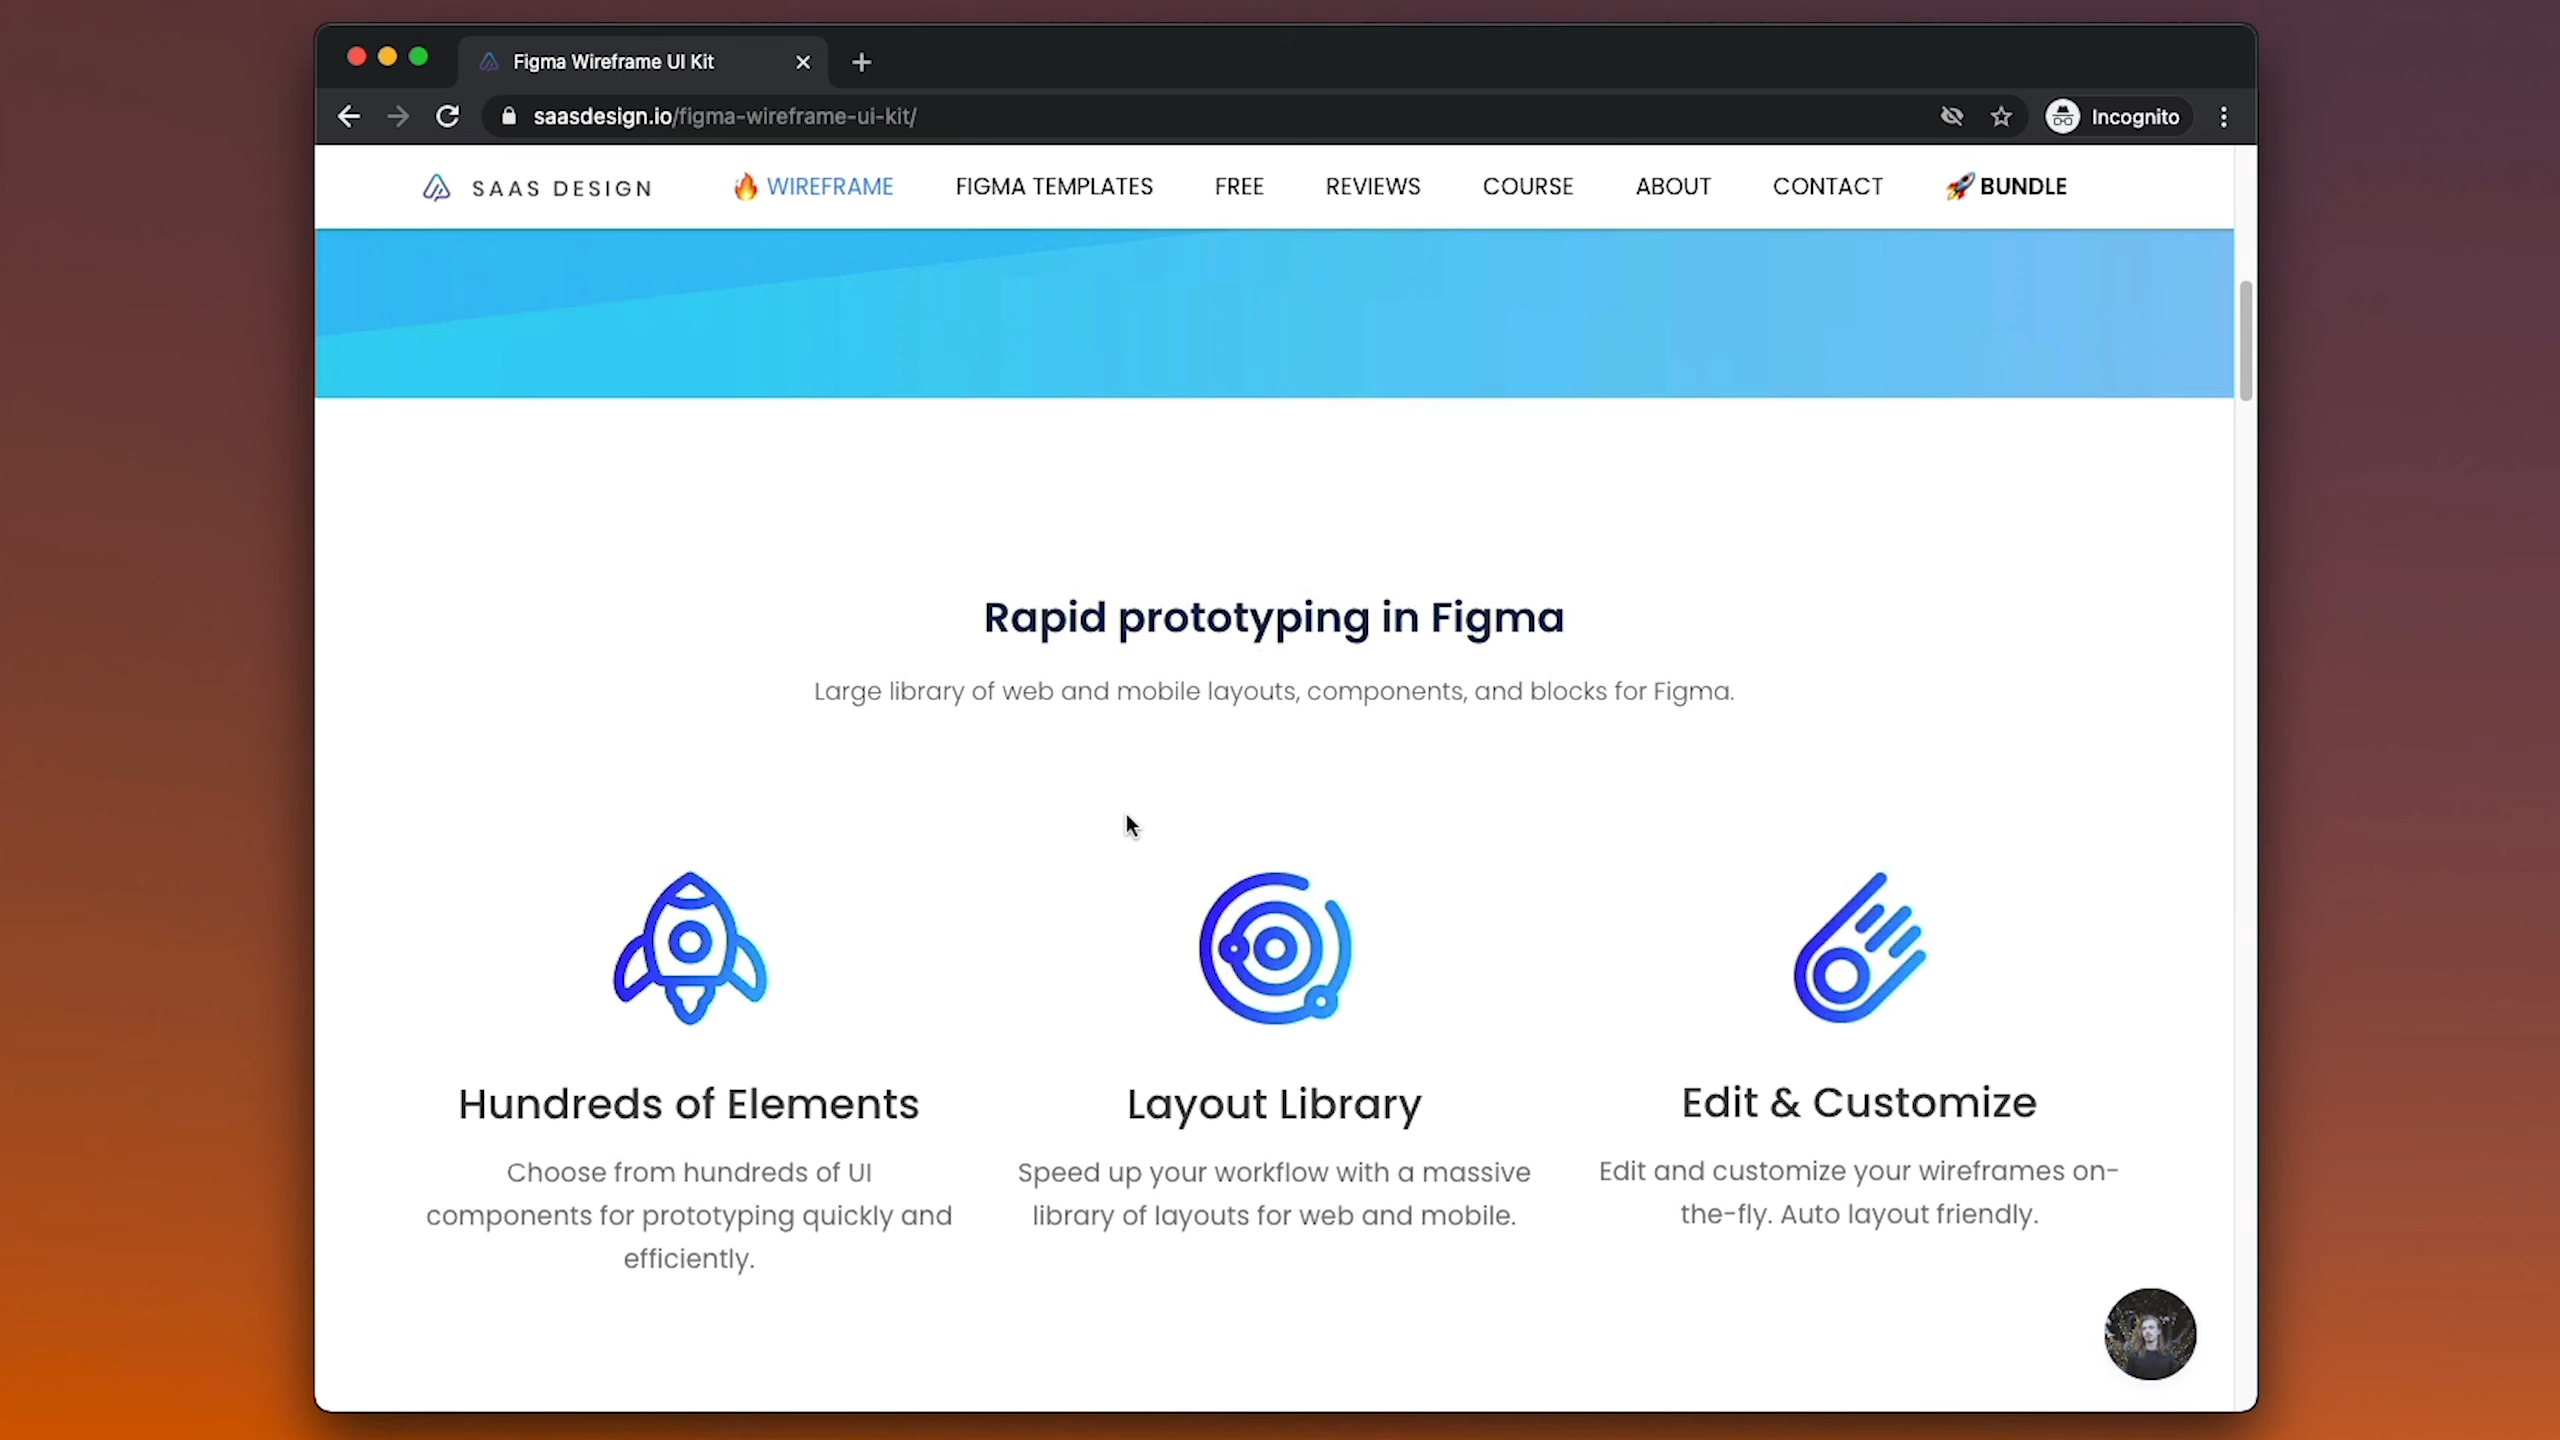 Figma Wireframe UI Kit
saasdesign.io/figma-wireframe-ui-kit/
Incognito
SAAS DESIGN
WIREFRAME
FIGMA TEMPLATES
FREE
REVIEWS
COURSE
ABOUT
CONTACT
BUNDLE
Rapid prototyping in Figma
Large library of web and mobile layouts, components, and blocks for Figma.
Hundreds of Elements
Choose from hundreds of UI
components for prototyping quickly and
efficiently.
Layout Library
Speed up your workflow with a massive
library of layouts for web and mobile.
Edit & Customize
Edit and customize your wireframes on-
the-fly. Auto layout friendly.